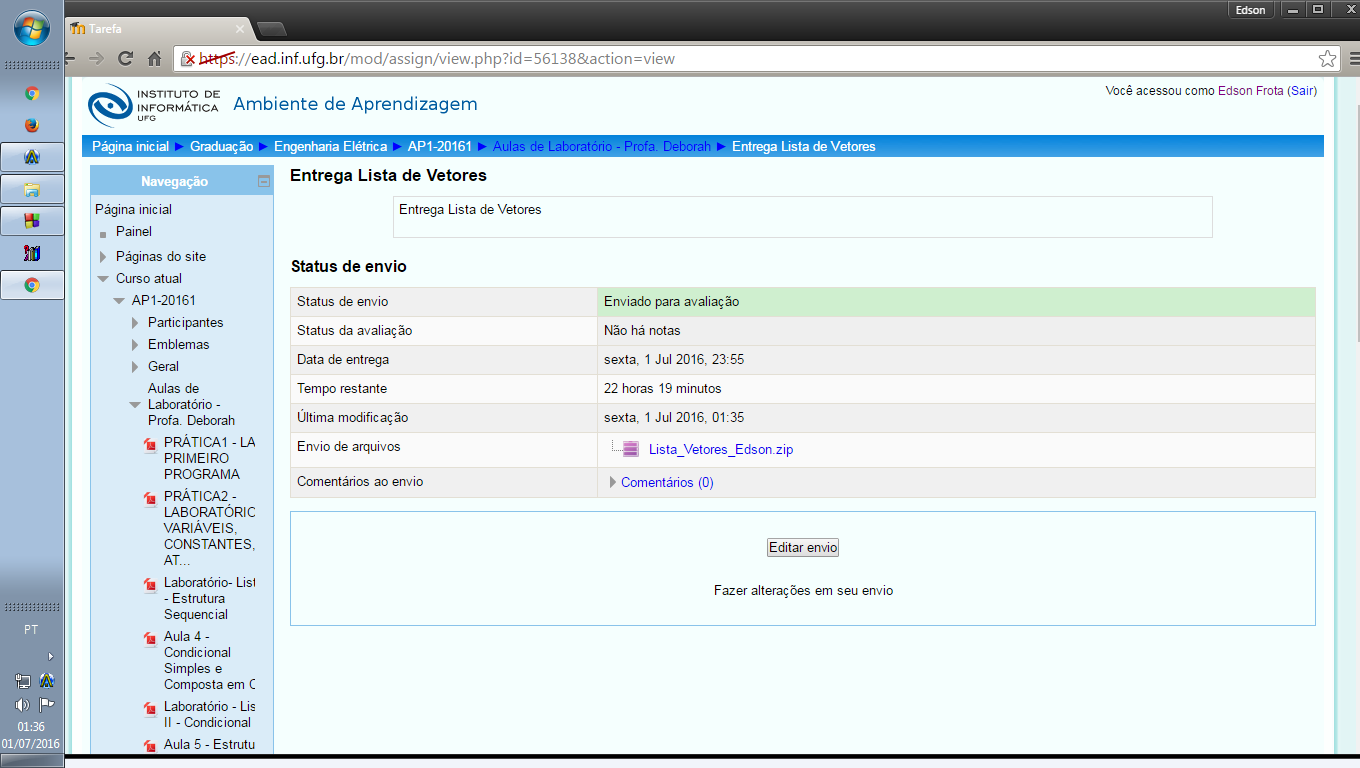 Edson
Tarefa
https://ead.inf.ufg.br/mod/assign/view.php?id=56138&action=view
INSTITUTO DE
INFORMÁTICA
UFG
Ambiente de Aprendizagem
Você acessou como Edson Frota (Sair)
Página inicial ► Graduação ► Engenharia Elétrica ► AP1-20161 ► Aulas de Laboratório - Profa. Deborah ► Entrega Lista de Vetores
Navegação
Página inicial
Painel
Páginas do site
Curso atual
AP1-20161
Participantes
Emblemas
Geral
Aulas de
Laboratório -
Profa. Deborah
PRÁTICA1 - LA
PRIMEIRO
PROGRAMA
PRÁTICA2 -
LABORATÓRIO
VARIÁVEIS,
CONSTANTES,
AT...
Laboratório- List
- Estrutura
Sequencial
Aula 4 -
Condicional
Simples e
Composta em C
Laboratório - Lis
II - Condicional
Aula 5 - Estrutu
Entrega Lista de Vetores
Entrega Lista de Vetores
Status de envio
Status de envio Enviado para avaliação
Status da avaliação Não há notas
Data de entrega sexta, 1 Jul 2016, 23:55
Tempo restante 22 horas 19 minutos
Última modificação sexta, 1 Jul 2016, 01:35
Envio de arquivos Lista_Vetores_Edson.zip
Comentários ao envio Comentários (0)
Editar envio
Fazer alterações em seu envio
PT
01:36
01/07/2016